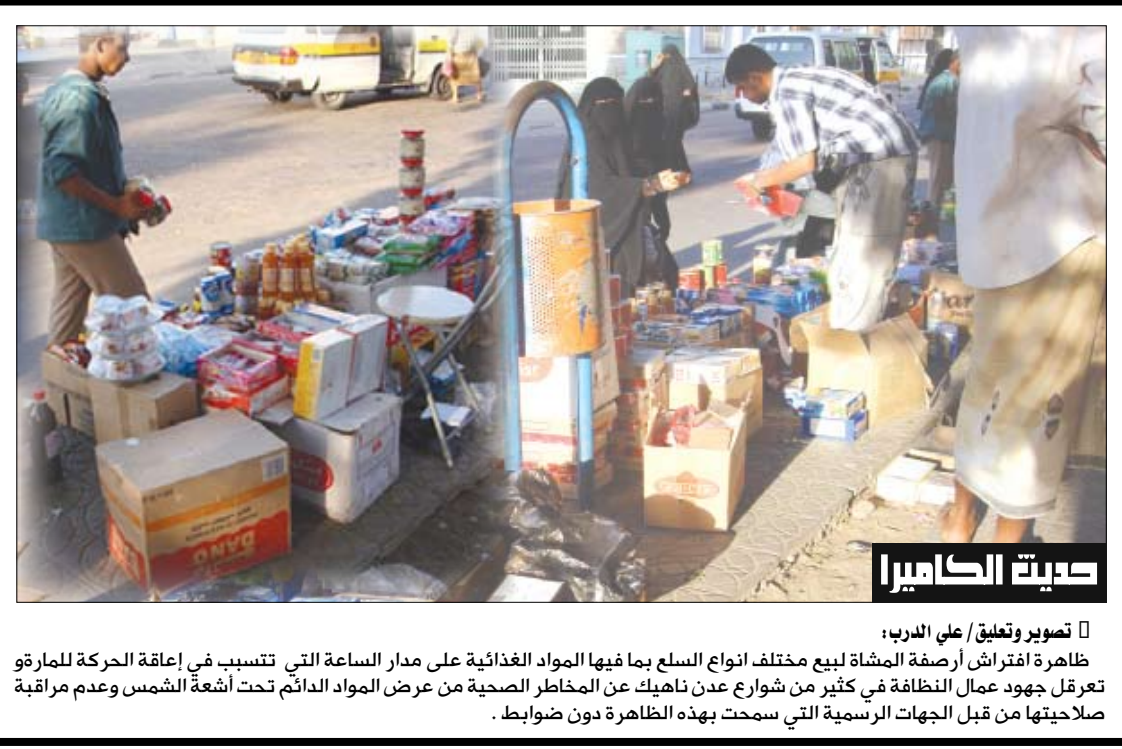 حديث الكاميرا
تصوير وتعليق/ علي الدرب:
ظاهرة افتراش أرصفة المشاة لبيع مختلف انواع السلع بما فيها المواد الغذائية على مدار الساعة التي تتسبب في إعاقة الحركة للمارةو
تعرقل جهود عمال النظافة في كثير من شوارع عدن ناهيك عن المخاطر الصحية من عرض المواد الدائم تحت أشعة الشمس وعدم مراقبة
صلاحيتها من قبل الجهات الرسمية التي سمحت بهذه الظاهرة دون ضوابط .
DANO